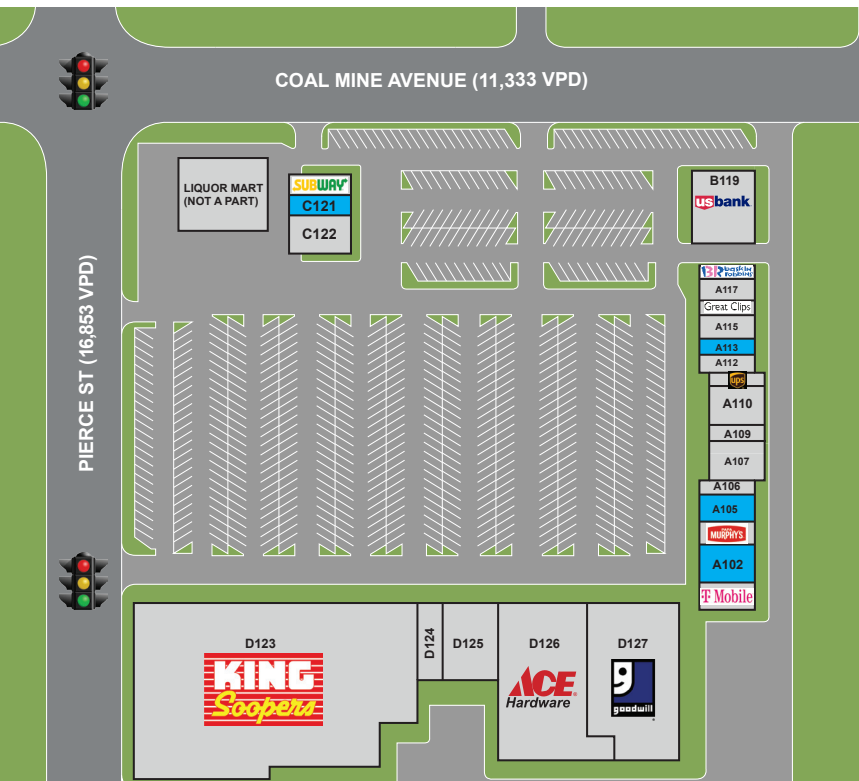 COAL MINE AVENUE (11,333 VPD)
PIERCE ST (16,853 VPD)
LIQUOR MART
(NOT A PART)
SUBWAY
C121
C122
B119
usbank
BR baskin
robbins
A117
Great Clips
A115
A113
A112
ups
A110
A109
A107
A106
A105
PAPA
MURPHY'S
A102
T Mobile
D123
KING
Soopers
D124
D125
D126
ACE
Hardware
D127
g
goodwill